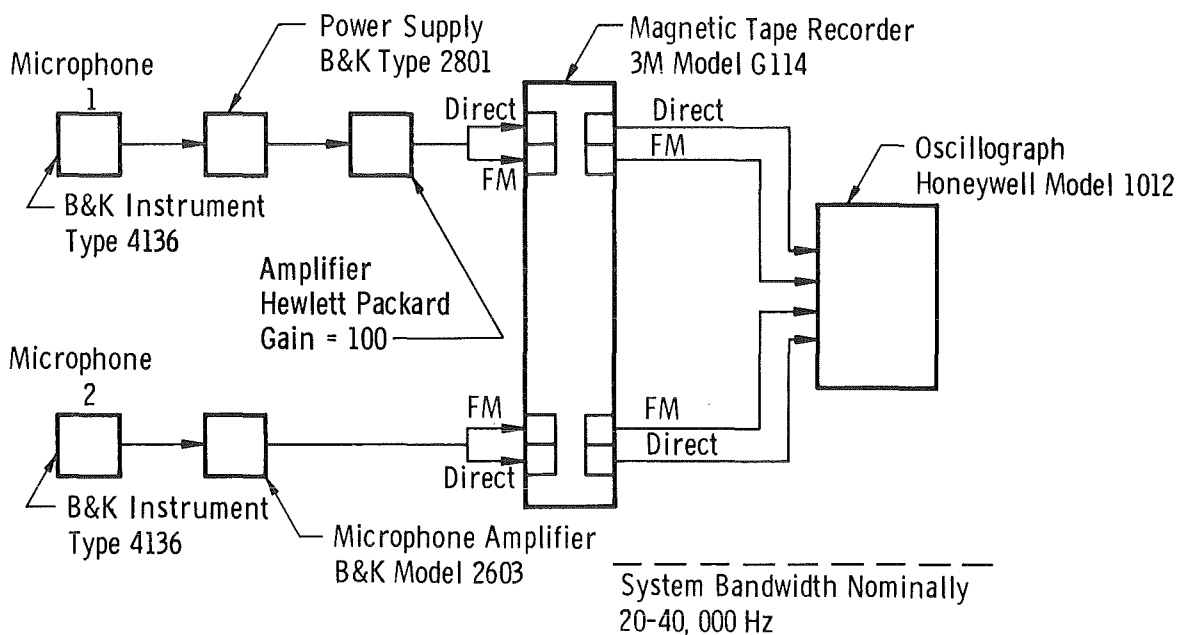 Power Supply
B&K Type 2801
Magnetic Tape Recorder
3M Model G114
Microphone
1
Direct
FM
Direct
FM
Oscillograph
Honeywell Model 1012
B&K Instrument
Type 4136
Amplifier
Hewlett Packard
Gain = 100
Microphone
2
FM
Direct
FM
Direct
B&K Instrument
Type 4136
Microphone Amplifier
B&K Model 2603
System Bandwidth Nominally
20-40, 000 Hz